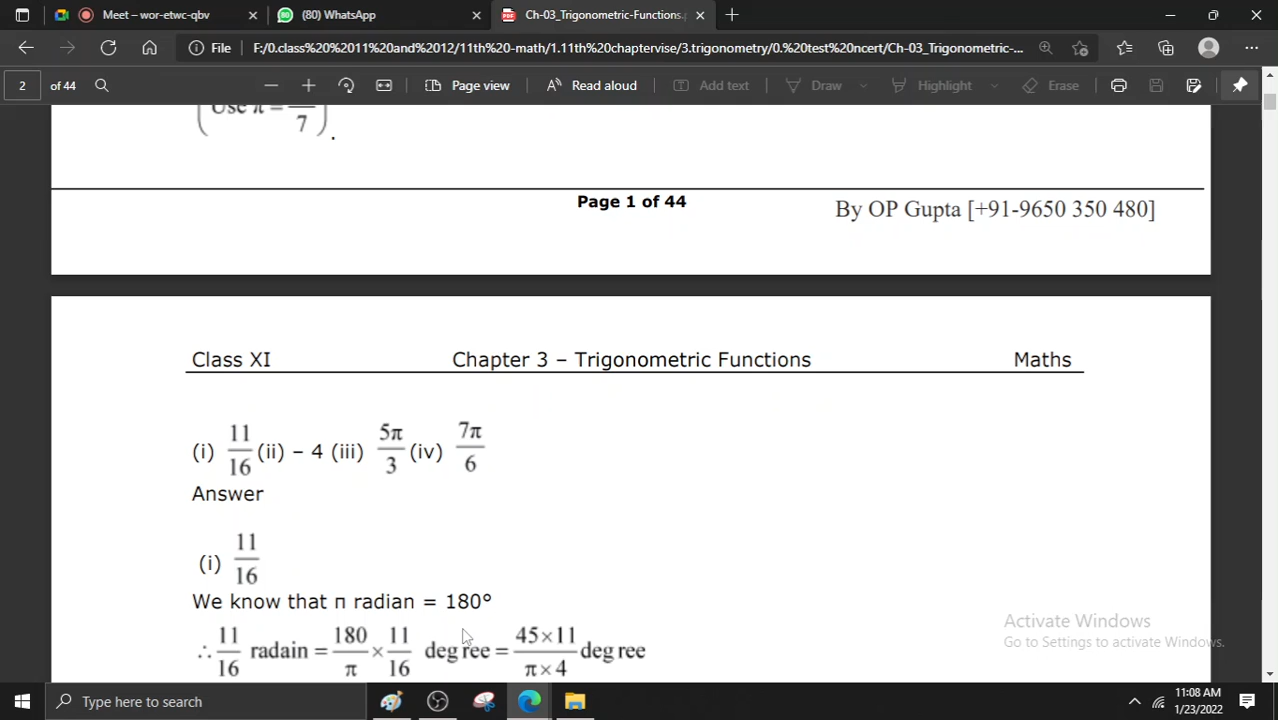 Meet – wor-etwc-qbv
(80) WhatsApp
Ch-03_Trigonometric-Functions.
File F:/0.class%20%2011%20and%2012/11th%20-math/1.11th%20chaptervise/3.trigonometry/0.%20test%20ncert/Ch-03_Trigonometric-...
2 of 44 Page view Read aloud Add text Draw Highlight Erase
(Use π = /7).
Page 1 of 44
By OP Gupta [+91-9650 350 480]
Class XI Chapter 3 – Trigonometric Functions Maths
(i) 11/16 (ii) – 4 (iii) 5π/3 (iv) 7π/6
Answer
(i) 11/16
We know that π radian = 180°
∴ 11/16 radain = 180/π × 11/16 deg ree = 45×11/π×4 deg ree
Activate Windows
Go to Settings to activate Windows.
Type here to search
11:08 AM
1/23/2022